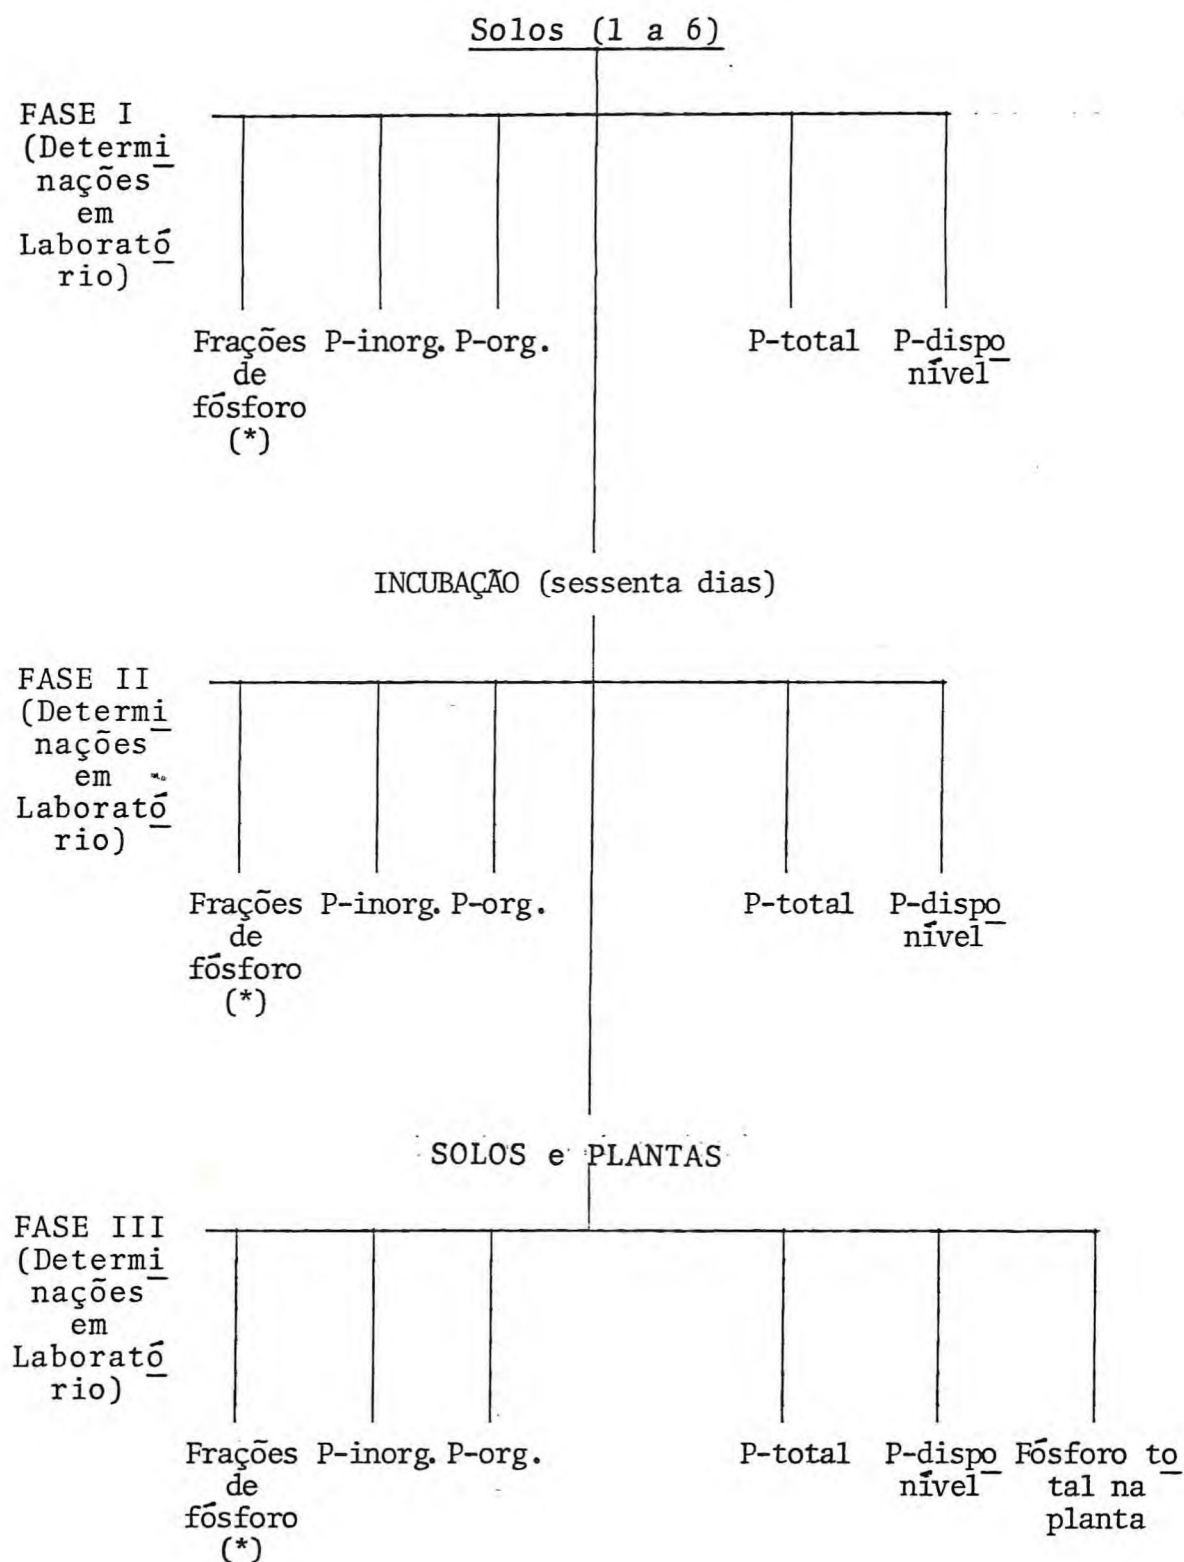 Solos (1 a 6)
FASE I
(Determi
nações
em
Laborató
rio)
Frações P-inorg. P-org. P-total P-dispo
de nível
fósforo
(*)
INCUBAÇÃO (sessenta dias)
FASE II
(Determi
nações
em
Laborató
rio)
Frações P-inorg. P-org. P-total P-dispo
de nível
fósforo
(*)
SOLOS e PLANTAS
FASE III
(Determi
nações
em
Laborató
rio)
Frações P-inorg. P-org. P-total P-dispo Fósforo to
de nível tal na
fósforo planta
(*)